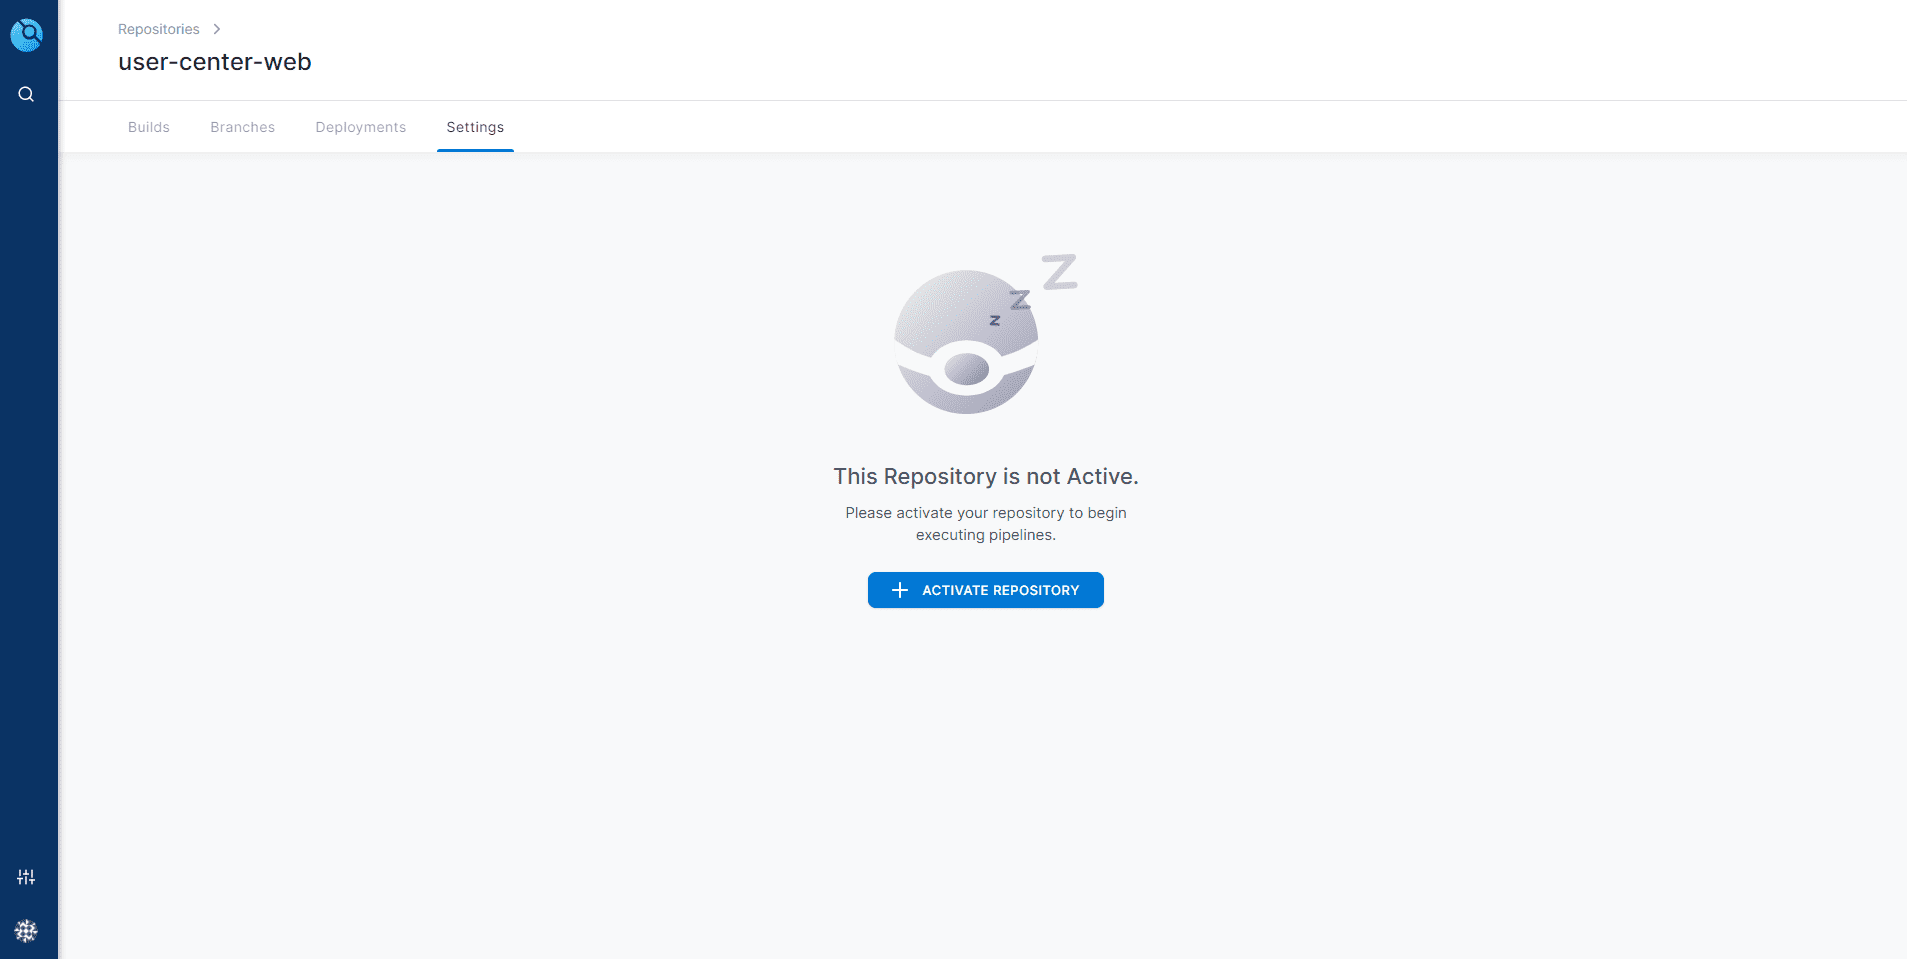 Repositories
user-center-web
Builds
Branches
Deployments
Settings
z
z
Z
This Repository is not Active.
Please activate your repository to begin
executing pipelines.
ACTIVATE REPOSITORY